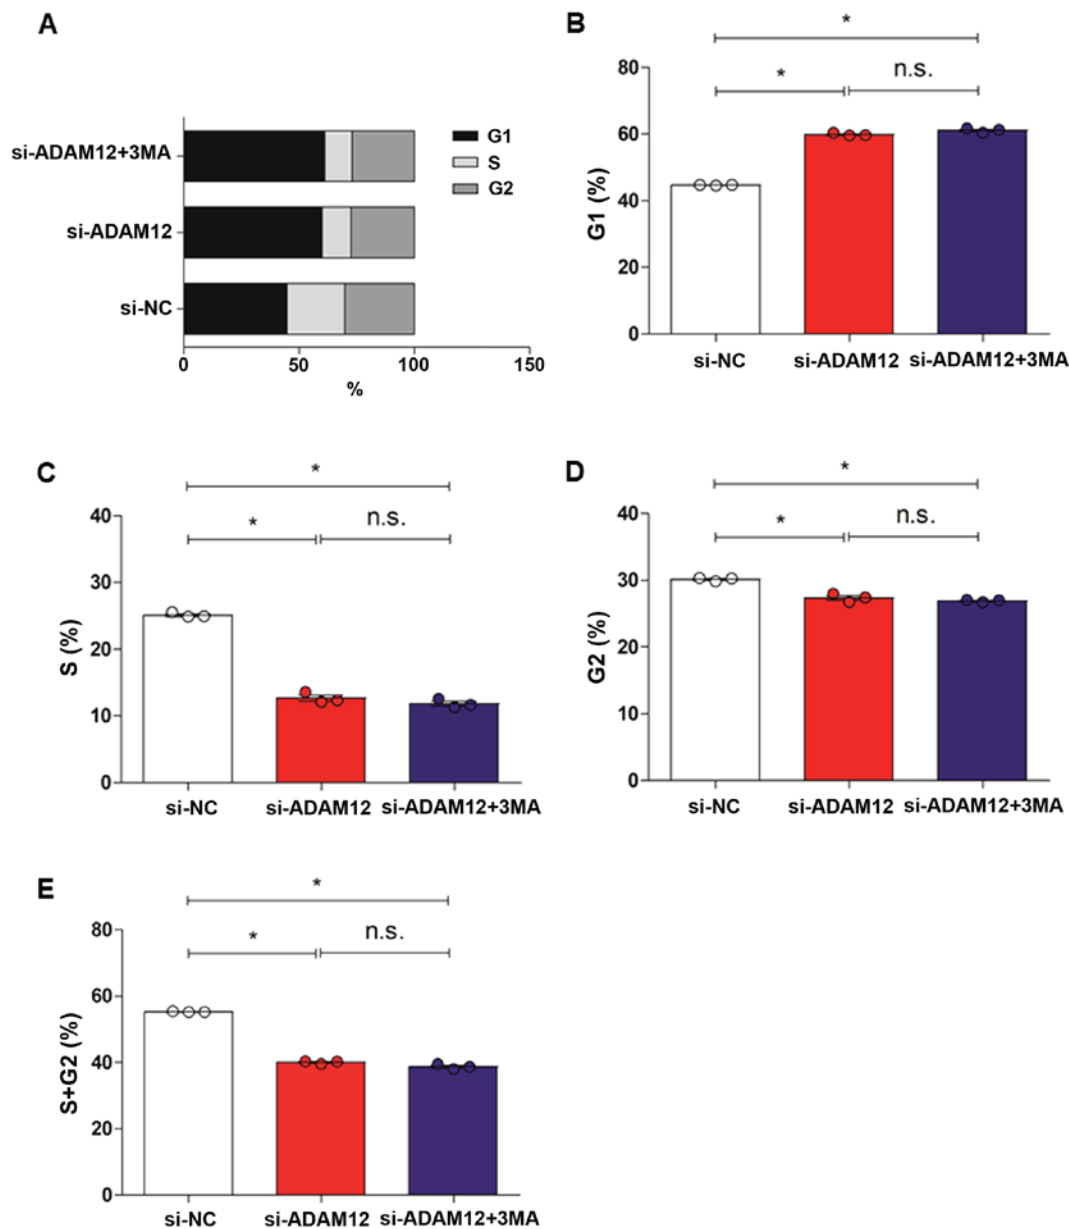 A
si-ADAM12+3MA
si-ADAM12
si-NC
G1
S
G2
0 50 100 150
%
B
*
* n.s.
80
60
40
20
0
G1 (%)
si-NC si-ADAM12 si-ADAM12+3MA
C
*
* n.s.
40
30
20
10
0
S (%)
si-NC si-ADAM12 si-ADAM12+3MA
D
*
* n.s.
40
30
20
10
0
G2 (%)
si-NC si-ADAM12 si-ADAM12+3MA
E
*
* n.s.
80
60
40
20
0
S+G2 (%)
si-NC si-ADAM12 si-ADAM12+3MA